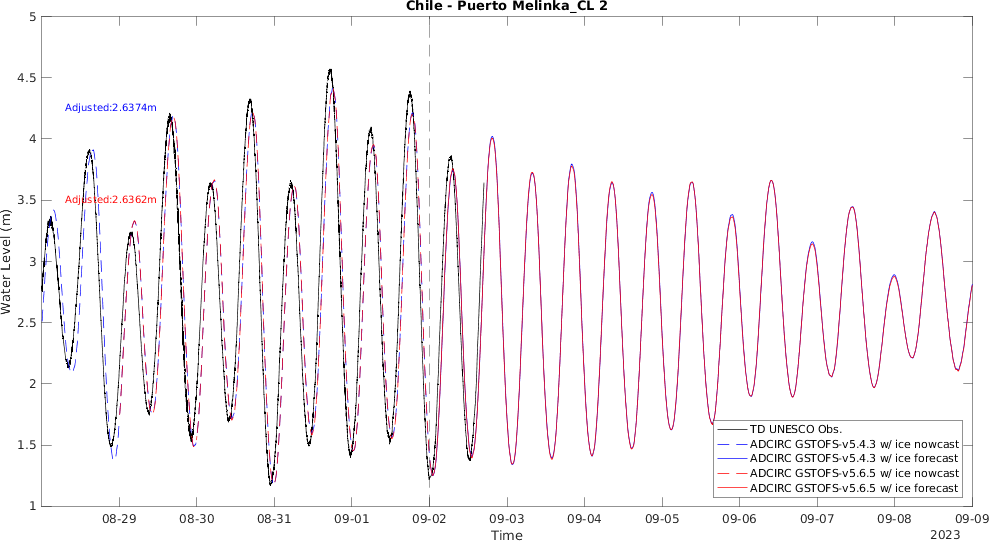 Chile - Puerto Melinka_CL 2
5
4.5
4
3.5
3
2.5
2
1.5
1
Water Level (m)
Adjusted:2.6374m
Adjusted:2.6362m
TD UNESCO Obs.
ADCIRC GSTOFS-v5.4.3 w/ ice nowcast
ADCIRC GSTOFS-v5.4.3 w/ ice forecast
ADCIRC GSTOFS-v5.6.5 w/ ice nowcast
ADCIRC GSTOFS-v5.6.5 w/ ice forecast
08-29 08-30 08-31 09-01 09-02 09-03 09-04 09-05 09-06 09-07 09-08 09-09
Time
2023